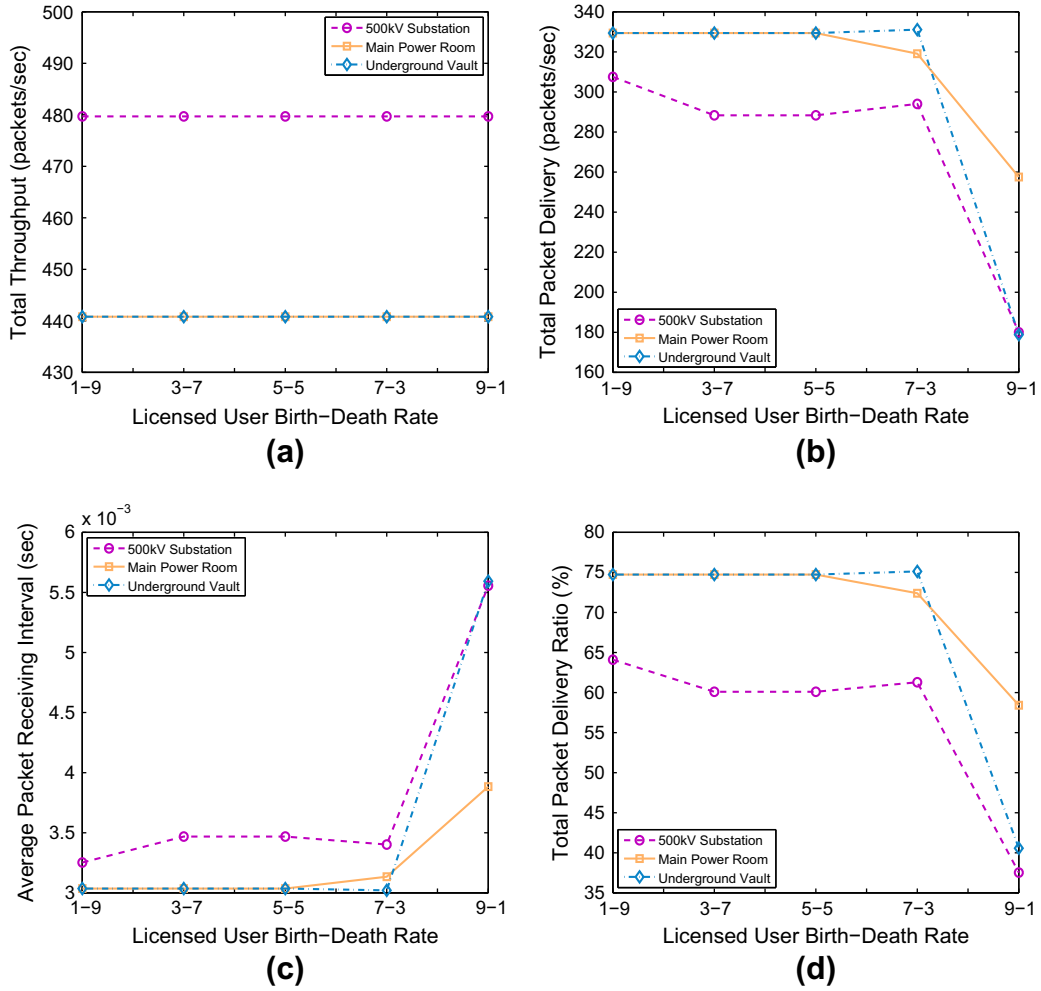 500
490
480
470
460
450
440
430
Total Throughput (packets/sec)
500kV Substation
Main Power Room
Underground Vault
1−9
3−7
5−5
7−3
9−1
Licensed User Birth−Death Rate
(a)
340
320
300
280
260
240
220
200
180
160
Total Packet Delivery (packets/sec)
500kV Substation
Main Power Room
Underground Vault
1−9
3−7
5−5
7−3
9−1
Licensed User Birth−Death Rate
(b)
x 10−3
6
5.5
5
4.5
4
3.5
3
Average Packet Receiving Interval (sec)
500kV Substation
Main Power Room
Underground Vault
1−9
3−7
5−5
7−3
9−1
Licensed User Birth−Death Rate
(c)
80
75
70
65
60
55
50
45
40
35
Total Packet Delivery Ratio (%)
500kV Substation
Main Power Room
Underground Vault
1−9
3−7
5−5
7−3
9−1
Licensed User Birth−Death Rate
(d)